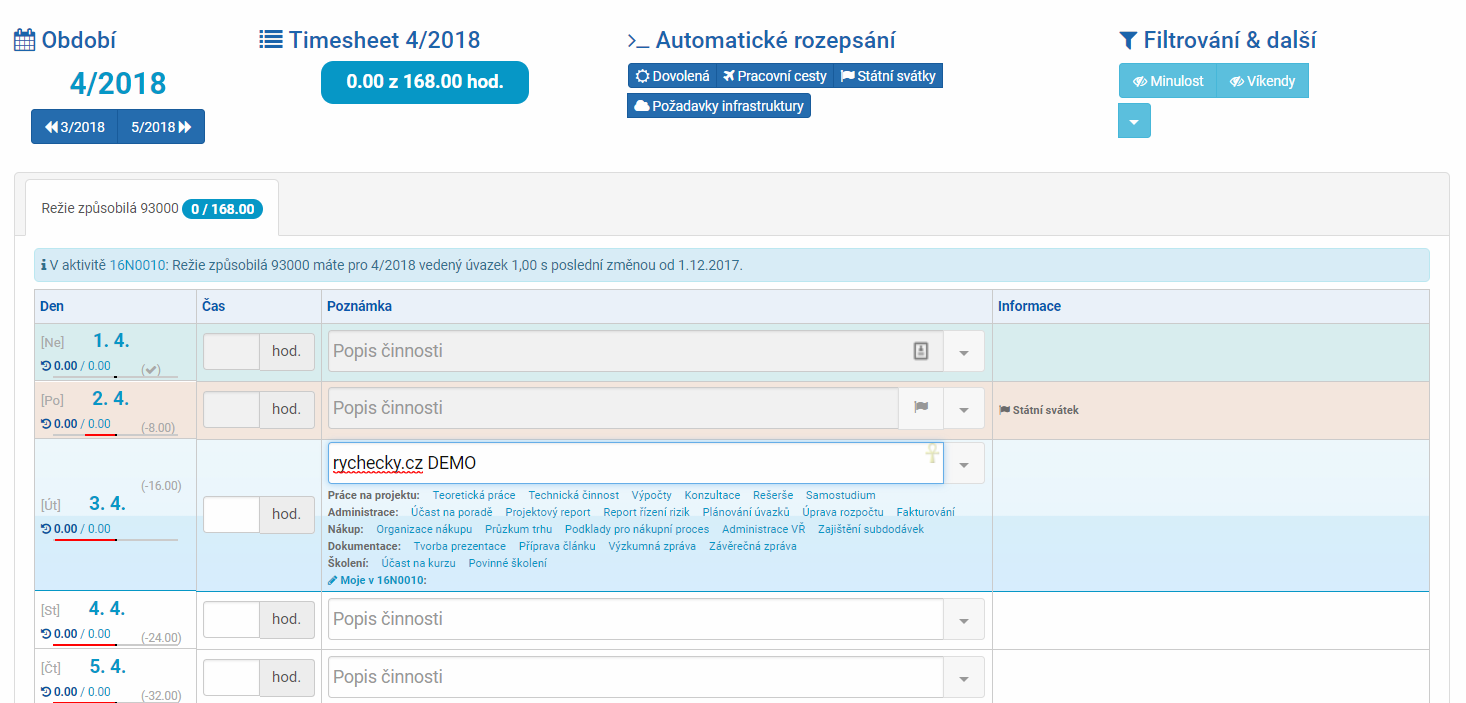 Období
4/2018
3/2018 5/2018
Timesheet 4/2018
0.00 z 168.00 hod.
Automatické rozepsání
Dovolená Pracovní cesty Státní svátky
Požadavky infrastruktury
Filtrování & další
Minulost Víkendy
Režie způsobilá 93000 0 / 168.00
V aktivitě 16N0010: Režie způsobilá 93000 máte pro 4/2018 vedený úvazek 1,00 s poslední změnou od 1.12.2017.
Den Čas Poznámka Informace
[Ne] 1. 4. hod. Popis činnosti
0.00 / 0.00 (✔)
[Po] 2. 4. hod. Popis činnosti Státní svátek
0.00 / 0.00 (-8.00)
rychecky.cz DEMO
(-16.00)
[Út] 3. 4. hod.
0.00 / 0.00
Práce na projektu: Teoretická práce Technická činnost Výpočty Konzultace Rešerše Samostudium
Administrace: Účast na poradě Projektový report Report řízení rizik Plánování úvazků Úprava rozpočtu Fakturování
Nákup: Organizace nákupu Průzkum trhu Podklady pro nákupní proces Administrace VŘ Zajištění subdodávek
Dokumentace: Tvorba prezentace Příprava článku Výzkumná zpráva Závěrečná zpráva
Školení: Účast na kurzu Povinné školení
Moje v 16N0010:
[St] 4. 4. hod. Popis činnosti
0.00 / 0.00 (-24.00)
[Čt] 5. 4. hod. Popis činnosti
0.00 / 0.00 (-32.00)